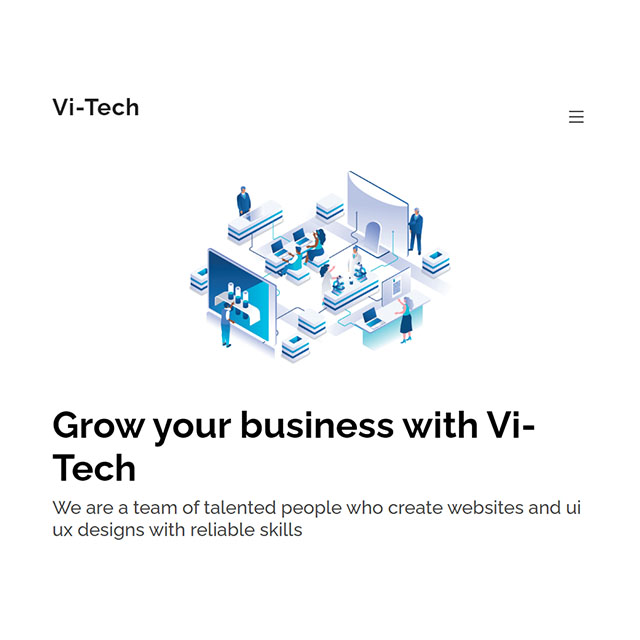 Vi-Tech
Grow your business with Vi-
Tech
We are a team of talented people who create websites and ui
ux designs with reliable skills